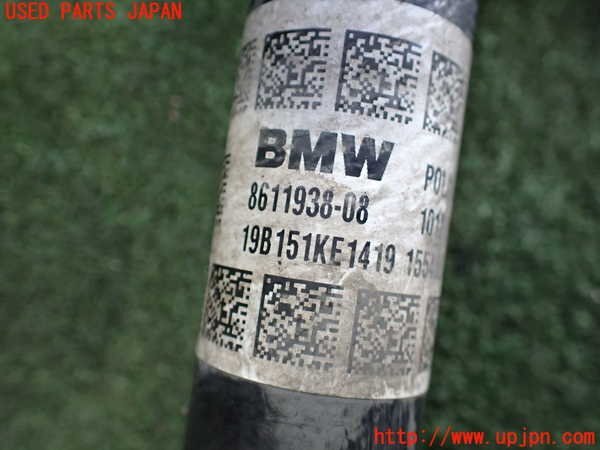 USED PARTS JAPAN
BMW
8611938-08
19B151KE1419
http://www.upjpn.com/